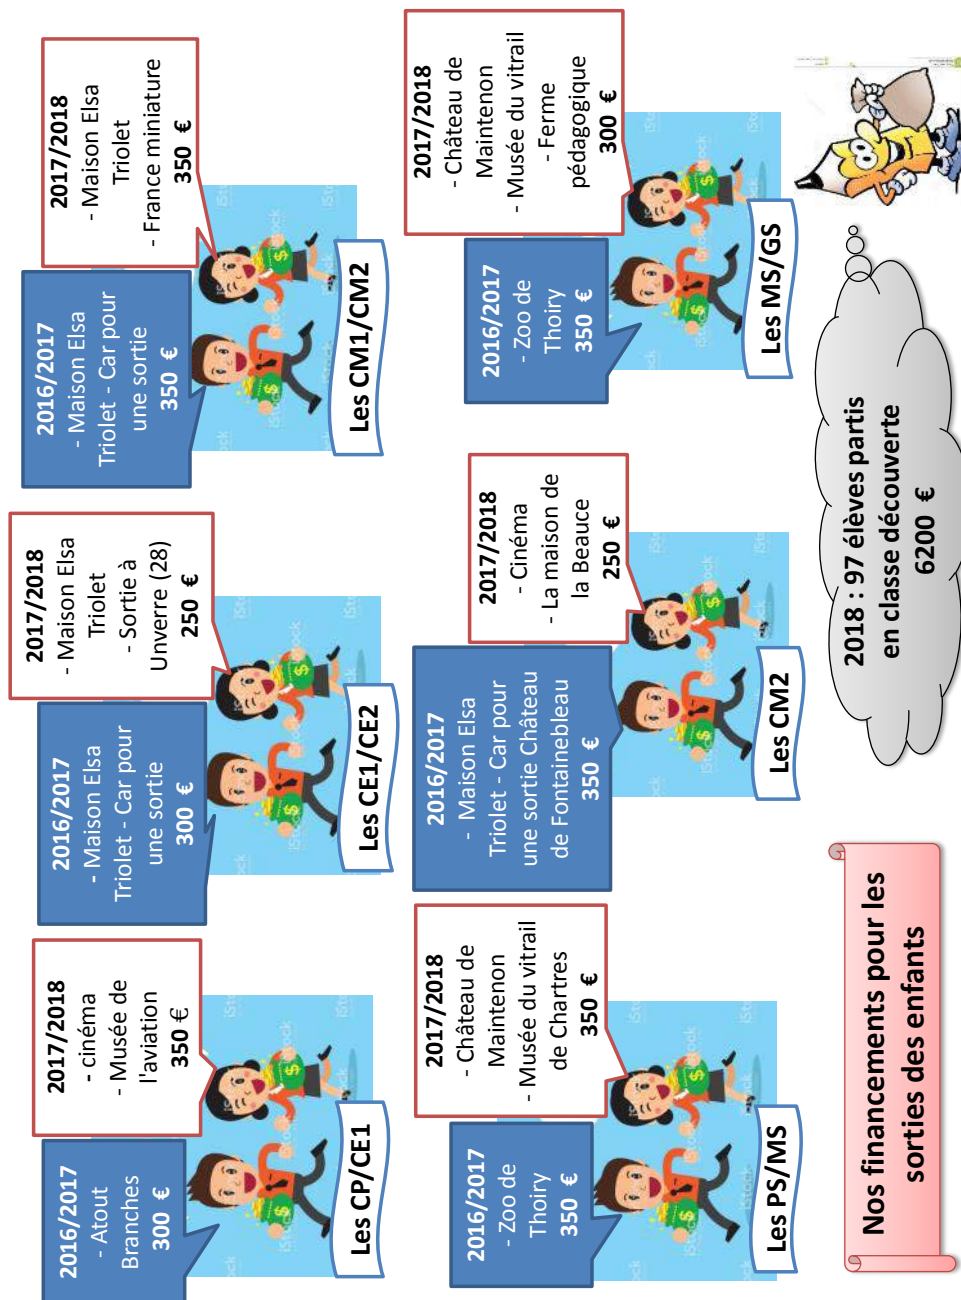 2016/2017
- Atout
Branches
300 €
2017/2018
- cinéma
- Musée de
l'aviation
350 €
Les CP/CE1
2016/2017
- Maison Elsa
Triolet - Car pour
une sortie
300 €
2017/2018
- Maison Elsa
Triolet
- Sortie à
Unverre (28)
250 €
Les CE1/CE2
2016/2017
- Maison Elsa
Triolet - Car pour
une sortie
350 €
2017/2018
- Maison Elsa
Triolet
- France miniature
350 €
Les CM1/CM2
2016/2017
- Zoo de
Thoiry
350 €
2017/2018
- Château de
Maintenon
- Musée du vitrail
de Chartres
350 €
Les PS/MS
2016/2017
- Maison Elsa
Triolet - Car pour
une sortie Château
de Fontainebleau
350 €
2017/2018
- Cinéma
- La maison de
la Beauce
250 €
Les CM2
2016/2017
- Zoo de
Thoiry
350 €
2017/2018
- Château de
Maintenon
- Musée du vitrail
- Ferme
pédagogique
300 €
Les MS/GS
Nos financements pour les
sorties des enfants
2018 : 97 élèves partis
en classe découverte
6200 €
iStock